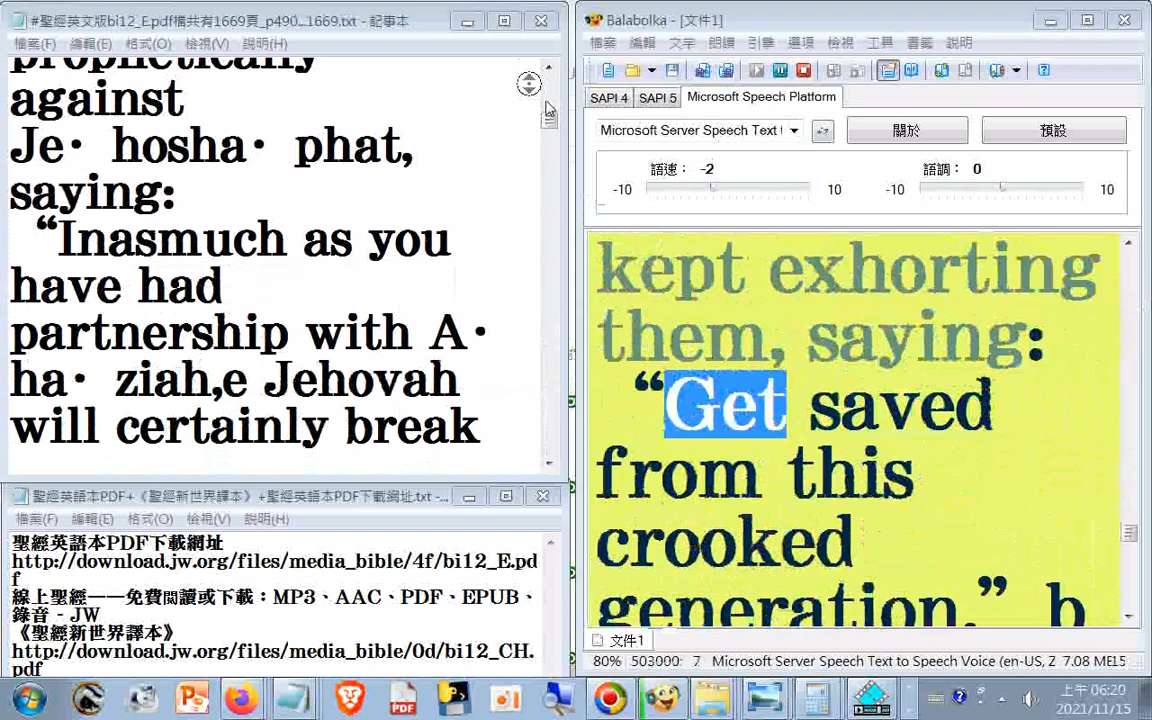 #聖經英文版bi12_E.pdf檔共有1669頁_p490...1669.txt - 記事本
檔案(F) 編輯(E) 格式(O) 檢視(V) 說明(H)
prophetically
against
Je· hosha· phat,
saying:
“Inasmuch as you
have had
partnership with A·
ha· ziah,e Jehovah
will certainly break
聖經英語本PDF+《聖經新世界譯本》+聖經英語本PDF下載網址.txt -...
檔案(F) 編輯(E) 格式(O) 檢視(V) 說明(H)
聖經英語本PDF下載網址
http://download.jw.org/files/media_bible/4f/bi12_E.pd
f
線上聖經——免費閱讀或下載：MP3、AAC、PDF、EPUB、
錄音 - JW
《聖經新世界譯本》
http://download.jw.org/files/media_bible/0d/bi12_CH.
pdf
Balabolka - [文件1]
檔案 編輯 文字 朗讀 引擎 選項 檢視 工具 書籤 說明
SAPI 4 SAPI 5 Microsoft Speech Platform
Microsoft Server Speech Text 關於 預設
語速： -2 語調： 0
-10 10 -10 10
kept exhorting
them, saying:
“Get saved
from this
crooked
generation.” b
文件1
80% 503000: 7 Microsoft Server Speech Text to Speech Voice (en-US, Z 7.08 ME15
上午 06:20
2021/11/15